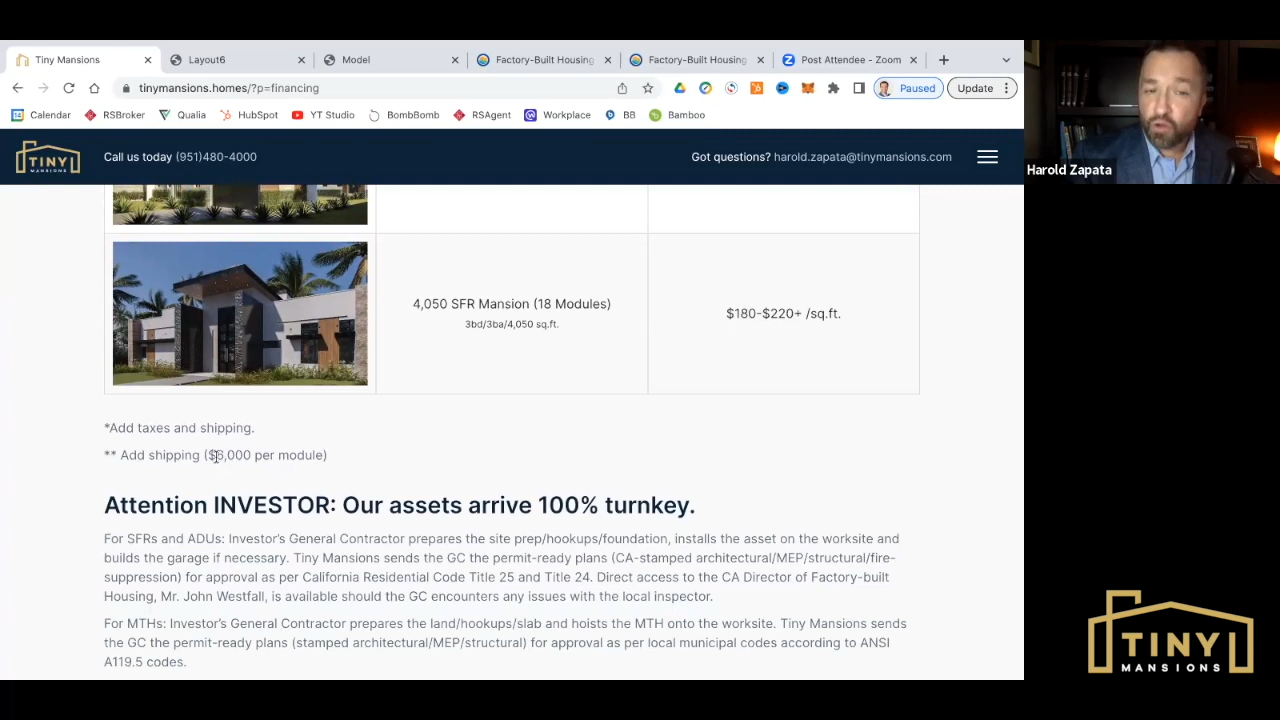 Tiny Mansions
Layout6
Model
Factory-Built Housing
Factory-Built Housing
Post Attendee - Zoom
tinymansions.homes/?p=financing
Paused
Update
Calendar
RSBroker
Qualia
HubSpot
YT Studio
BombBomb
RSAgent
Workplace
BB
Bamboo
TINY
MANSIONS
Call us today (951)480-4000
Got questions? harold.zapata@tinymansions.com
Harold Zapata
4,050 SFR Mansion (18 Modules)
3bd/3ba/4,050 sq.ft.
$180-$220+ /sq.ft.
*Add taxes and shipping.
** Add shipping ($6,000 per module)
Attention INVESTOR: Our assets arrive 100% turnkey.
For SFRs and ADUs: Investor's General Contractor prepares the site prep/hookups/foundation, installs the asset on the worksite and
builds the garage if necessary. Tiny Mansions sends the GC the permit-ready plans (CA-stamped architectural/MEP/structural/fire-
suppression) for approval as per California Residential Code Title 25 and Title 24. Direct access to the CA Director of Factory-built
Housing, Mr. John Westfall, is available should the GC encounters any issues with the local inspector.
For MTHs: Investor's General Contractor prepares the land/hookups/slab and hoists the MTH onto the worksite. Tiny Mansions sends
the GC the permit-ready plans (stamped architectural/MEP/structural) for approval as per local municipal codes according to ANSI
A119.5 codes.
TINY
MANSIONS